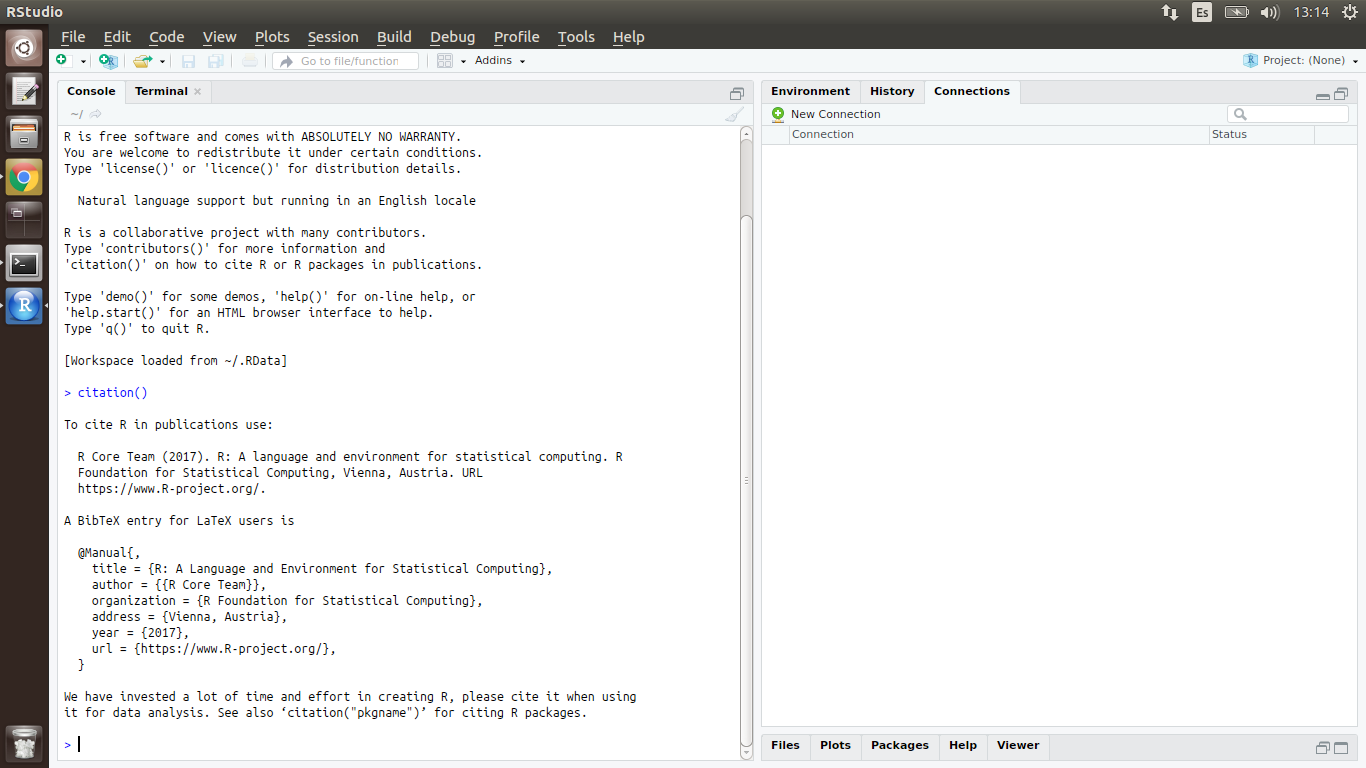 RStudio
Es
13:14
File Edit Code View Plots Session Build Debug Profile Tools Help
Go to file/function
Addins
Project: (None)
Console Terminal
~/
R is free software and comes with ABSOLUTELY NO WARRANTY.
You are welcome to redistribute it under certain conditions.
Type 'license()' or 'licence()' for distribution details.
Natural language support but running in an English locale
R is a collaborative project with many contributors.
Type 'contributors()' for more information and
'citation()' on how to cite R or R packages in publications.
Type 'demo()' for some demos, 'help()' for on-line help, or
'help.start()' for an HTML browser interface to help.
Type 'q()' to quit R.
[Workspace loaded from ~/.RData]
> citation()
To cite R in publications use:
R Core Team (2017). R: A language and environment for statistical computing. R
Foundation for Statistical Computing, Vienna, Austria. URL
https://www.R-project.org/.
A BibTeX entry for LaTeX users is
@Manual{,
title = {R: A Language and Environment for Statistical Computing},
author = {{R Core Team}},
organization = {R Foundation for Statistical Computing},
address = {Vienna, Austria},
year = {2017},
url = {https://www.R-project.org/},
}
We have invested a lot of time and effort in creating R, please cite it when using
it for data analysis. See also ‘citation("pkgname")’ for citing R packages.
>
Environment History Connections
New Connection
Connection Status
Files Plots Packages Help Viewer